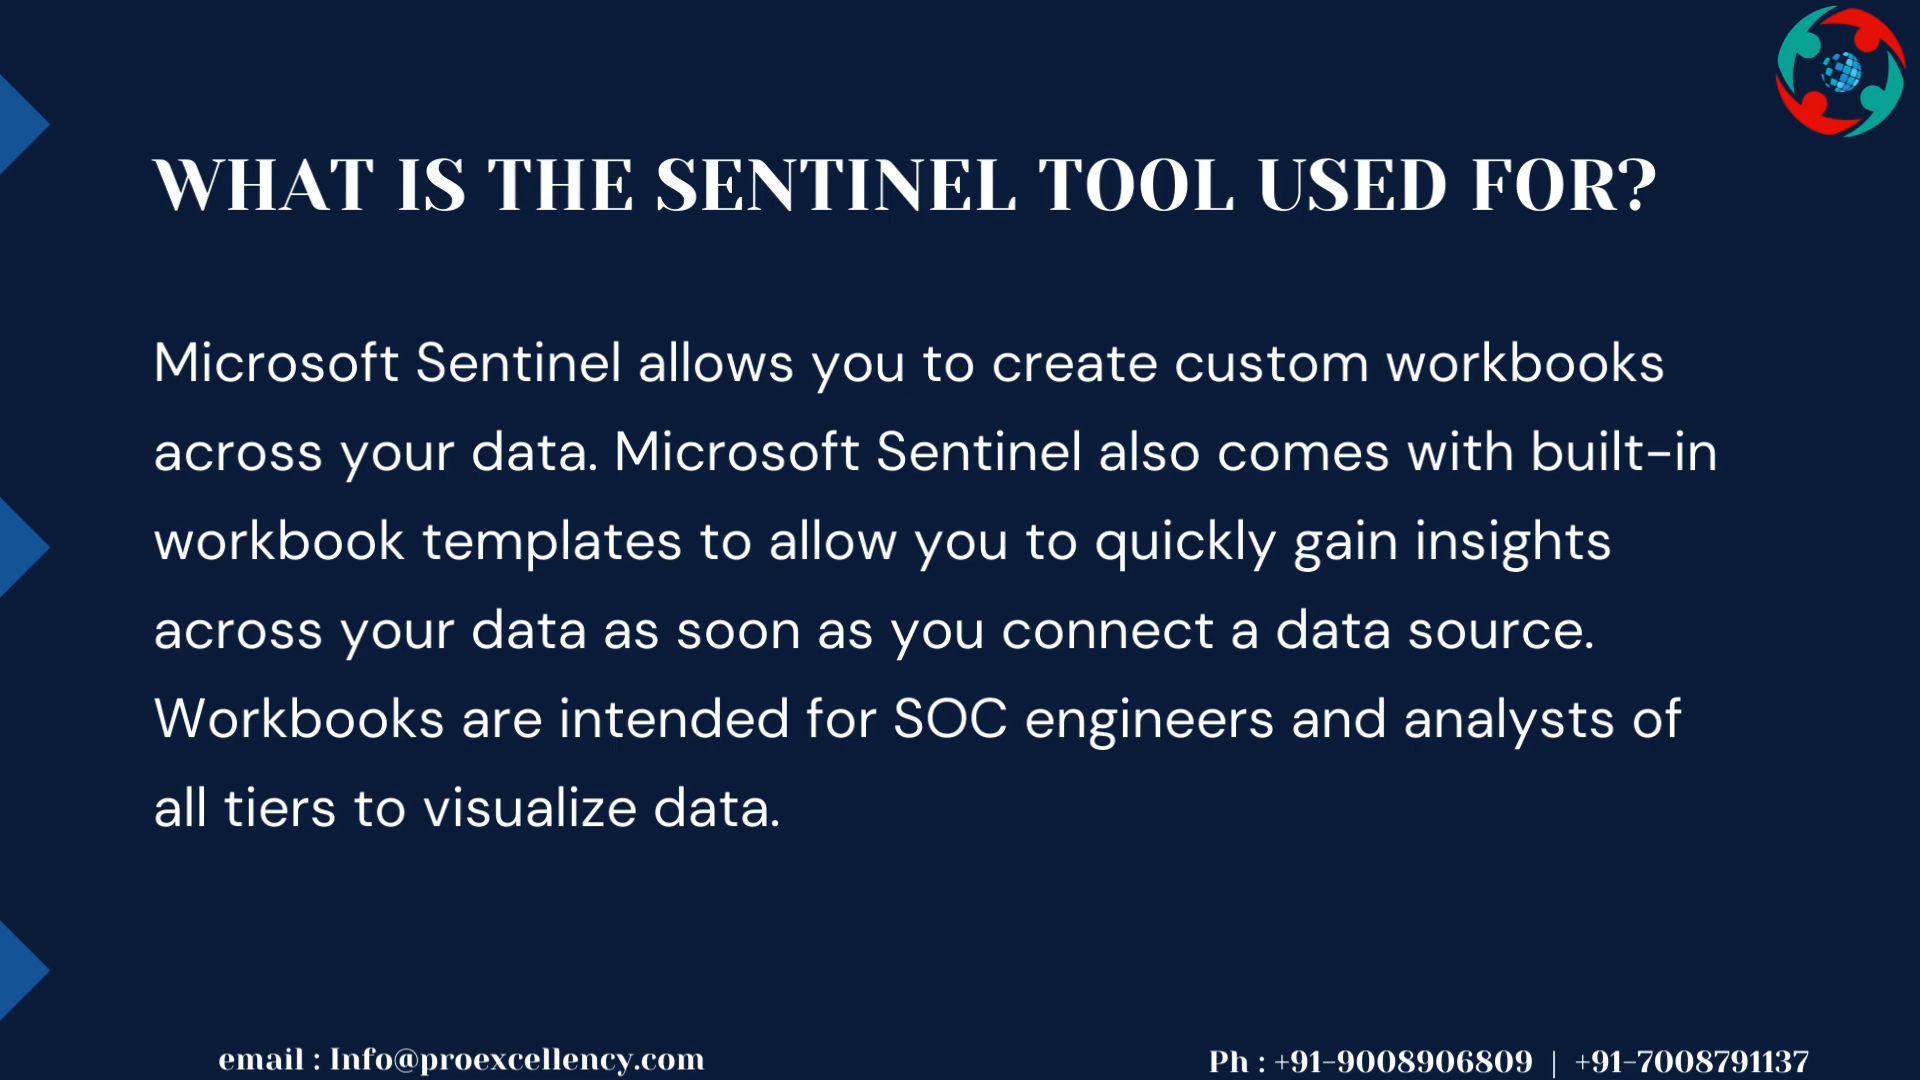 WHAT IS THE SENTINEL TOOL USED FOR?
Microsoft Sentinel allows you to create custom workbooks
across your data. Microsoft Sentinel also comes with built-in
workbook templates to allow you to quickly gain insights
across your data as soon as you connect a data source.
Workbooks are intended for SOC engineers and analysts of
all tiers to visualize data.
email : Info@proexcellency.com
Ph : +91-9008906809 | +91-7008791137